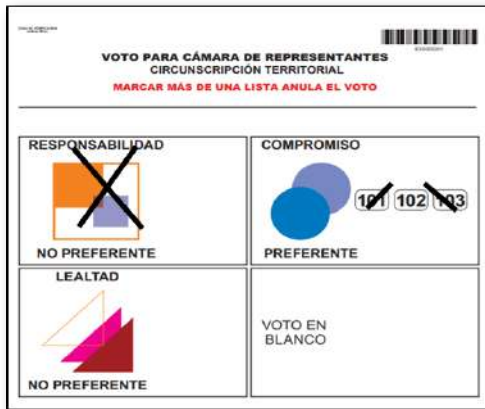 VOTO PARA CÁMARA DE REPRESENTANTES
CIRCUNSCRIPCIÓN TERRITORIAL
MARCAR MÁS DE UNA LISTA ANULA EL VOTO
RESPONSABILIDAD
NO PREFERENTE
COMPROMISO
101 102 103
PREFERENTE
LEALTAD
NO PREFERENTE
VOTO EN
BLANCO